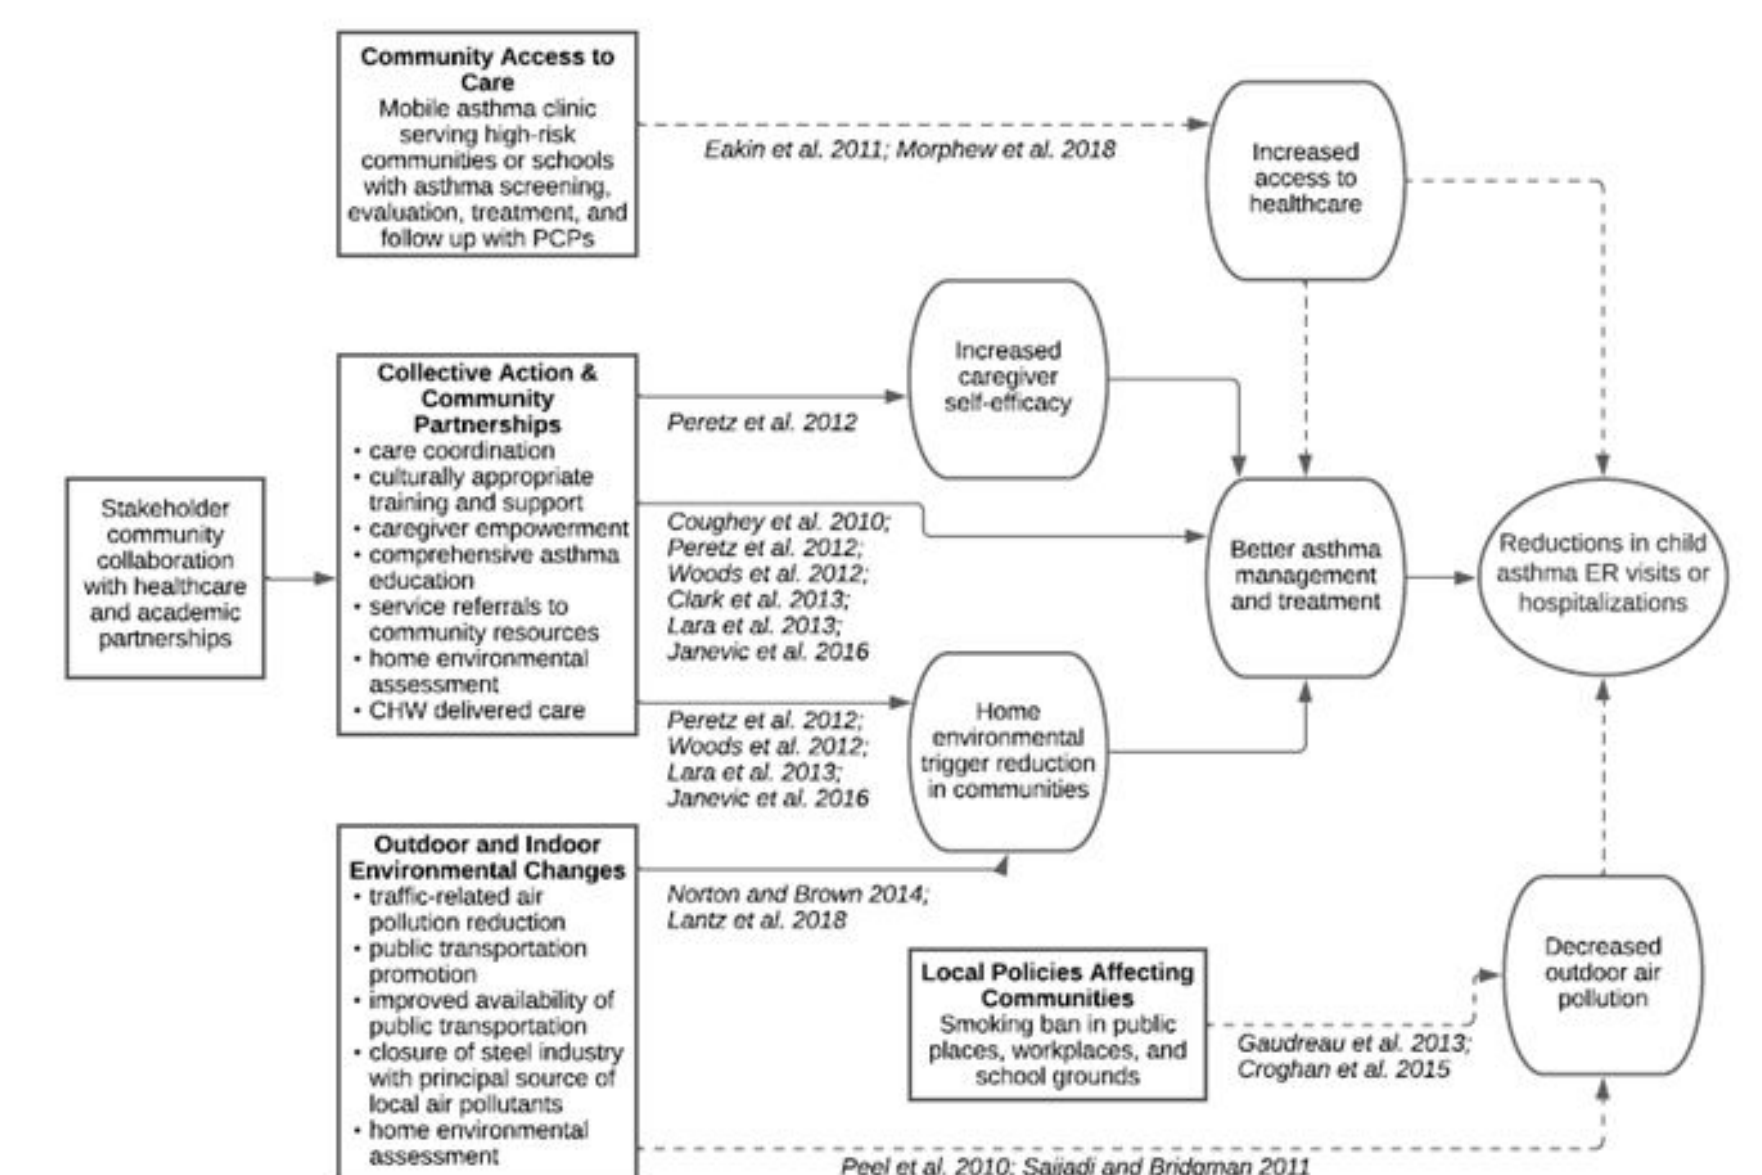 Community Access to
Care
Mobile asthma clinic
serving high-risk
communities or schools
with asthma screening,
evaluation, treatment, and
follow up with PCPs
Eakin et al. 2011; Morphew et al. 2018
Increased
access to
healthcare
Stakeholder
community
collaboration
with healthcare
and academic
partnerships
Collective Action &
Community
Partnerships
• care coordination
• culturally appropriate
training and support
• caregiver empowerment
• comprehensive asthma
education
• service referrals to
community resources
• home environmental
assessment
• CHW delivered care
Peretz et al. 2012
Increased
caregiver
self-efficacy
Coughey et al. 2010;
Peretz et al. 2012;
Woods et al. 2012;
Clark et al. 2013;
Lara et al. 2013;
Janevic et al. 2016
Better asthma
management
and treatment
Reductions in child
asthma ER visits or
hospitalizations
Peretz et al. 2012;
Woods et al. 2012;
Lara et al. 2013;
Janevic et al. 2016
Home
environmental
trigger reduction
in communities
Outdoor and Indoor
Environmental Changes
• traffic-related air
pollution reduction
• public transportation
promotion
• improved availability of
public transportation
• closure of steel industry
with principal source of
local air pollutants
• home environmental
assessment
Norton and Brown 2014;
Lantz et al. 2018
Local Policies Affecting
Communities
Smoking ban in public
places, workplaces, and
school grounds
Gaudreau et al. 2013;
Croghan et al. 2015
Decreased
outdoor air
pollution
Peel et al. 2010; Sajjadi and Bridgman 2011